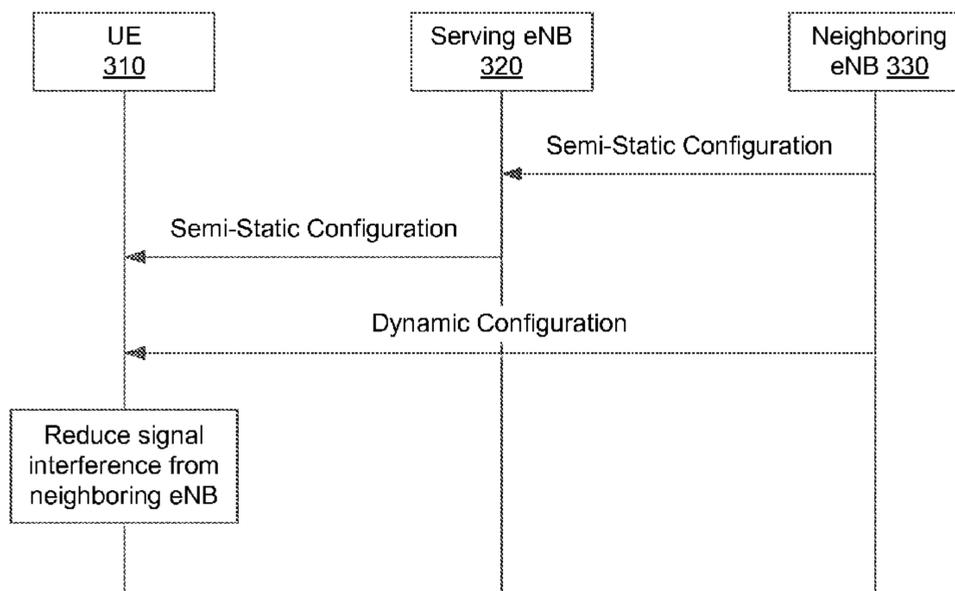 UE
310
Serving eNB
320
Neighboring
eNB 330
Semi-Static Configuration
Semi-Static Configuration
Dynamic Configuration
Reduce signal
interference from
neighboring eNB